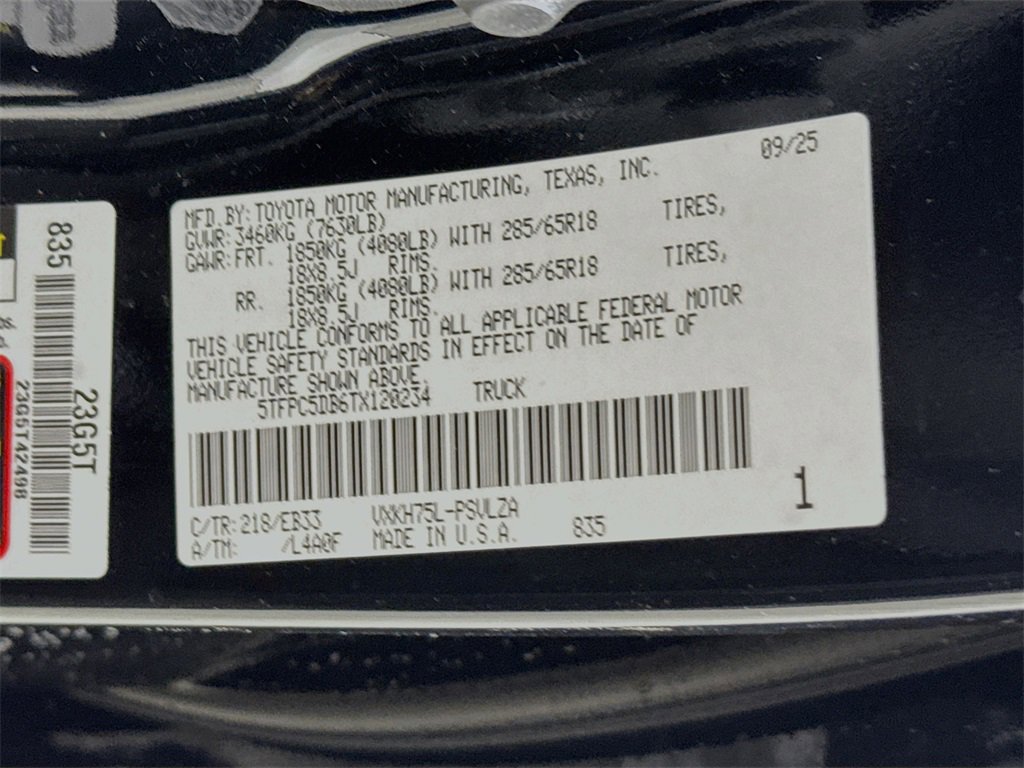 09/25
MFD.BY:TOYOTA MOTOR MANUFACTURING, TEXAS, INC.
GVWR:3460KG (7630LB)
GAWR:FRT. 1850KG (4080LB) WITH 285/65R18 TIRES,
18X8.5J RIMS.
RR. 1850KG (4080LB) WITH 285/65R18 TIRES,
18X8.5J RIMS.
THIS VEHICLE CONFORMS TO ALL APPLICABLE FEDERAL MOTOR
VEHICLE SAFETY STANDARDS IN EFFECT ON THE DATE OF
MANUFACTURE SHOWN ABOVE.
5TFPC5DB6TX120234 TRUCK
C/TR:218/EB33 VXKH75L-PSVLZA
A/TM: /L4A0F MADE IN U.S.A. 835
1
835
23G5T
23G5T42498